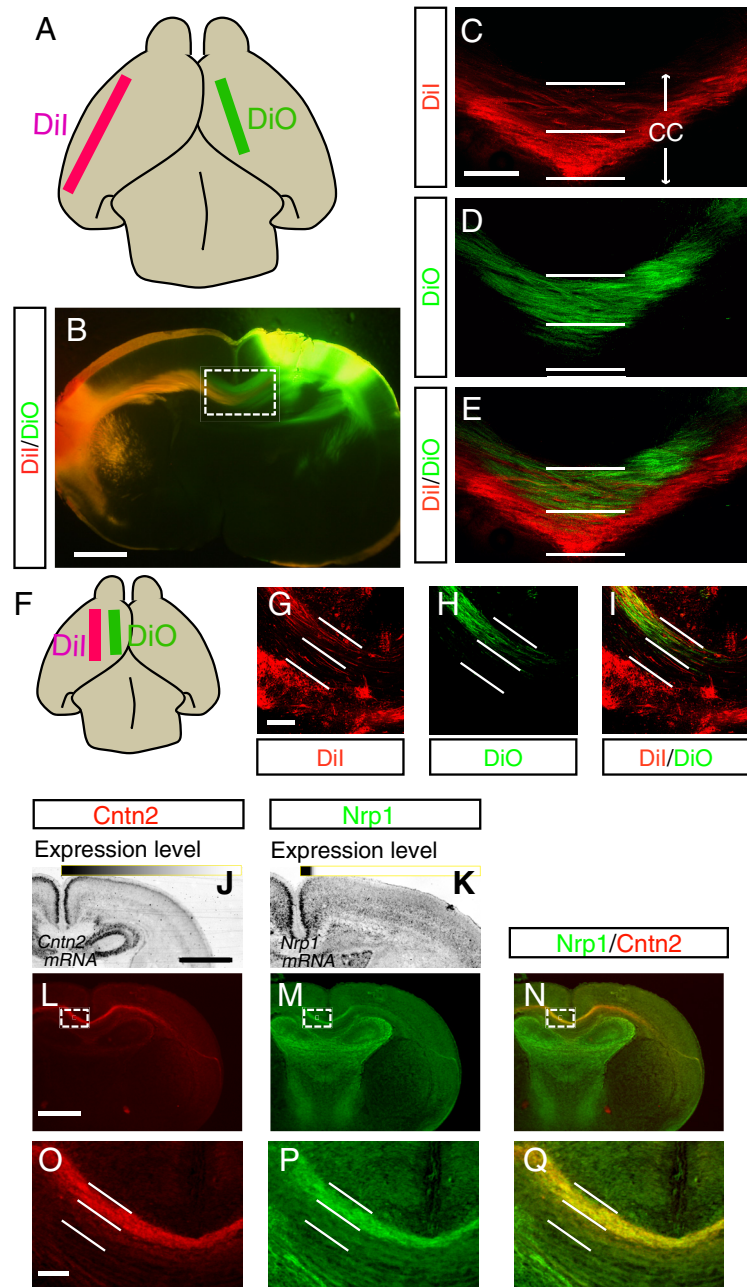 A
DiI
DiO
B
DiI/DiO
C
DiI
CC
D
DiO
E
DiI/DiO
F
DiI
DiO
G
H
I
DiI
DiO
DiI/DiO
Cntn2
Nrp1
Expression level
Expression level
J
K
Cntn2
mRNA
Nrp1
mRNA
Nrp1/Cntn2
L
M
N
O
P
Q